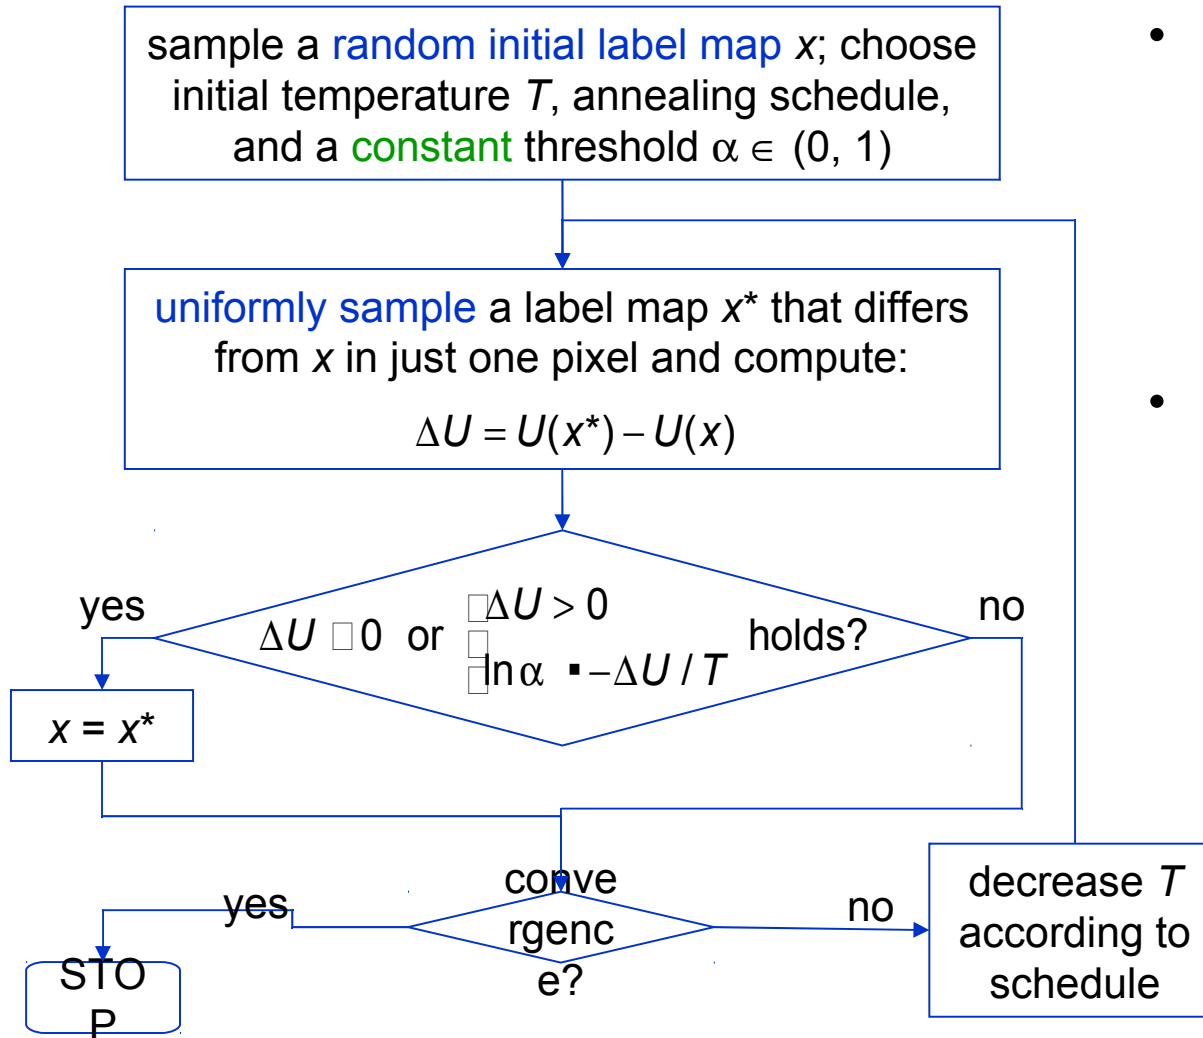 sample a random initial label map x; choose
initial temperature T, annealing schedule,
and a constant threshold α ∈ (0, 1)
•
uniformly sample a label map x* that differs
from x in just one pixel and compute:
ΔU = U(x*) – U(x)
•
yes
ΔU □ 0 or □ΔU > 0 holds?
□
□ln α ▪ –ΔU / T
no
x = x*
conve
rgenc
e?
yes
no
STO
P
decrease T
according to
schedule